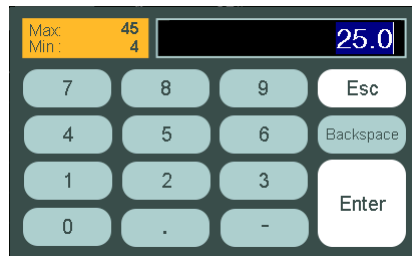 Max: 45
Min : 4
25.0
7 8 9 Esc
4 5 6 Backspace
1 2 3
Enter
0 . -